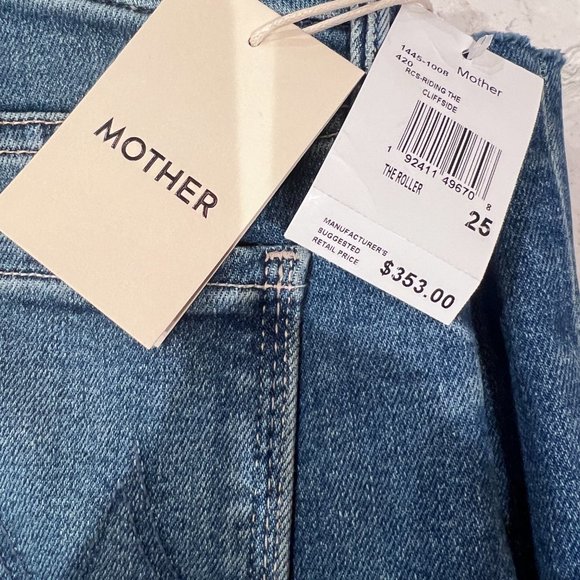 MOTHER
1445-1008 Mother
420
RCS-RIDING THE
CLIFFSIDE
1 92411 49670 8
THE ROLLER
25
MANUFACTURER'S
SUGGESTED
RETAIL PRICE
$353.00